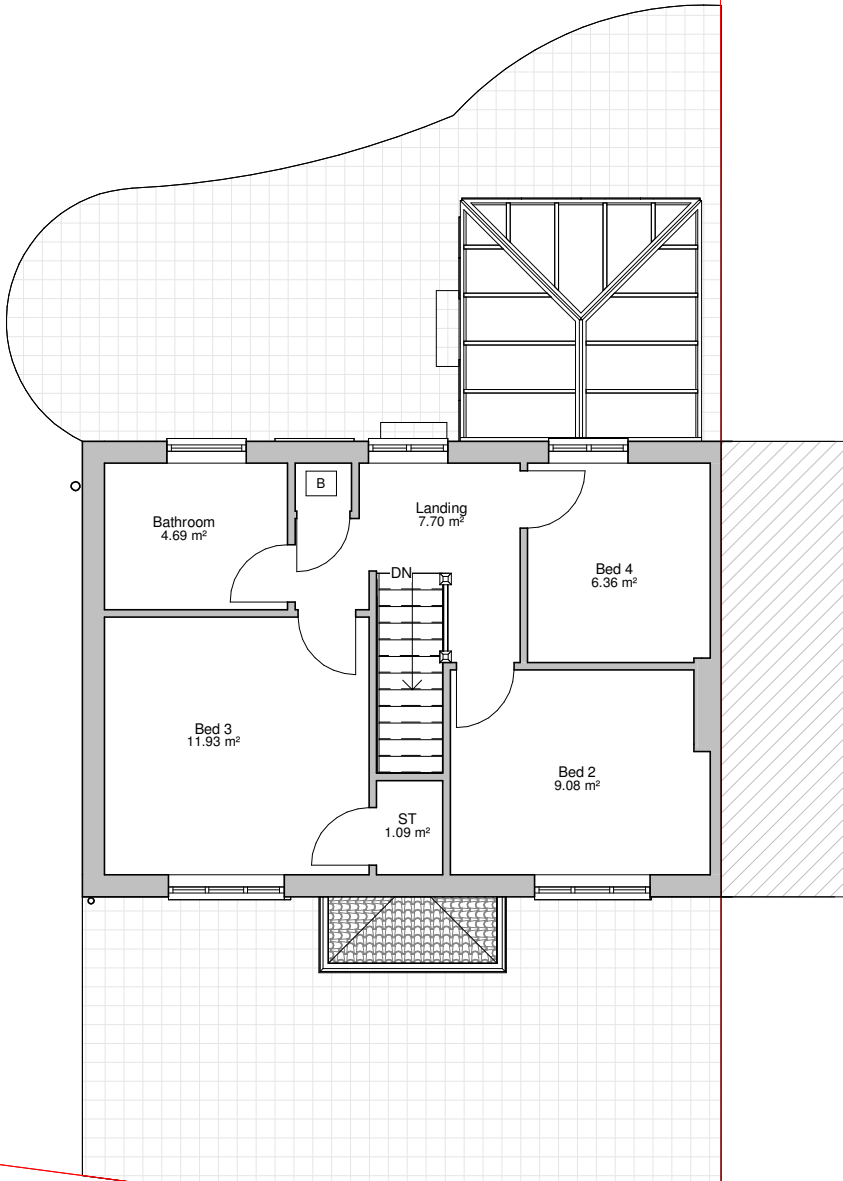 B
Landing
7.70 m²
Bathroom
4.69 m²
DN
Bed 4
6.36 m²
Bed 3
11.93 m²
Bed 2
9.08 m²
ST
1.09 m²